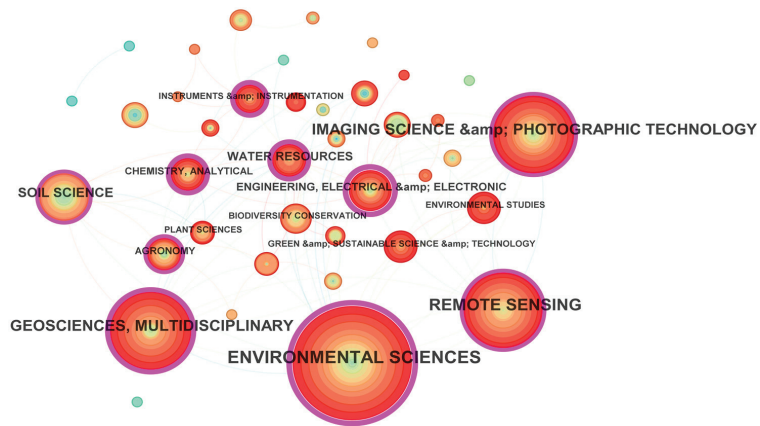 INSTRUMENTS &amp; INSTRUMENTATION
IMAGING SCIENCE &amp; PHOTOGRAPHIC TECHNOLOGY
WATER RESOURCES
CHEMISTRY, ANALYTICAL
ENGINEERING, ELECTRICAL &amp; ELECTRONIC
SOIL SCIENCE
ENVIRONMENTAL STUDIES
BIODIVERSITY CONSERVATION
PLANT SCIENCES
GREEN &amp; SUSTAINABLE SCIENCE &amp; TECHNOLOGY
AGRONOMY
REMOTE SENSING
GEOSCIENCES, MULTIDISCIPLINARY
ENVIRONMENTAL SCIENCES